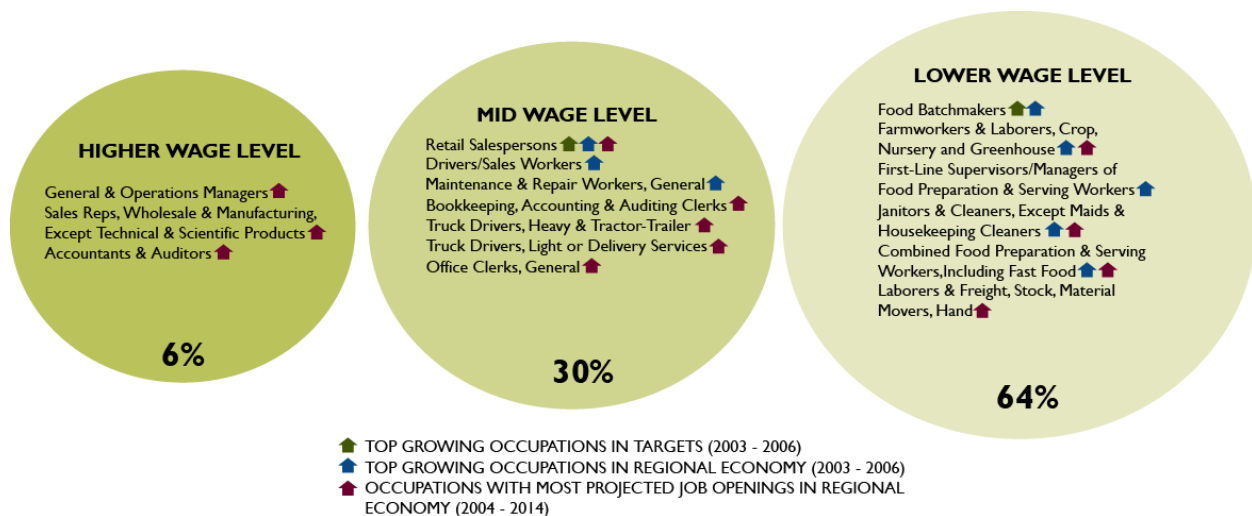 HIGHER WAGE LEVEL
General & Operations Managers
Sales Reps, Wholesale & Manufacturing,
Except Technical & Scientific Products
Accountants & Auditors
6%
MID WAGE LEVEL
Retail Salespersons
Drivers/Sales Workers
Maintenance & Repair Workers, General
Bookkeeping, Accounting & Auditing Clerks
Truck Drivers, Heavy & Tractor-Trailer
Truck Drivers, Light or Delivery Services
Office Clerks, General
30%
LOWER WAGE LEVEL
Food Batchmakers
Farmworkers & Laborers, Crop,
Nursery and Greenhouse
First-Line Supervisors/Managers of
Food Preparation & Serving Workers
Janitors & Cleaners, Except Maids &
Housekeeping Cleaners
Combined Food Preparation & Serving
Workers,Including Fast Food
Laborers & Freight, Stock, Material
Movers, Hand
64%
TOP GROWING OCCUPATIONS IN TARGETS (2003 - 2006)
TOP GROWING OCCUPATIONS IN REGIONAL ECONOMY (2003 - 2006)
OCCUPATIONS WITH MOST PROJECTED JOB OPENINGS IN REGIONAL
ECONOMY (2004 - 2014)